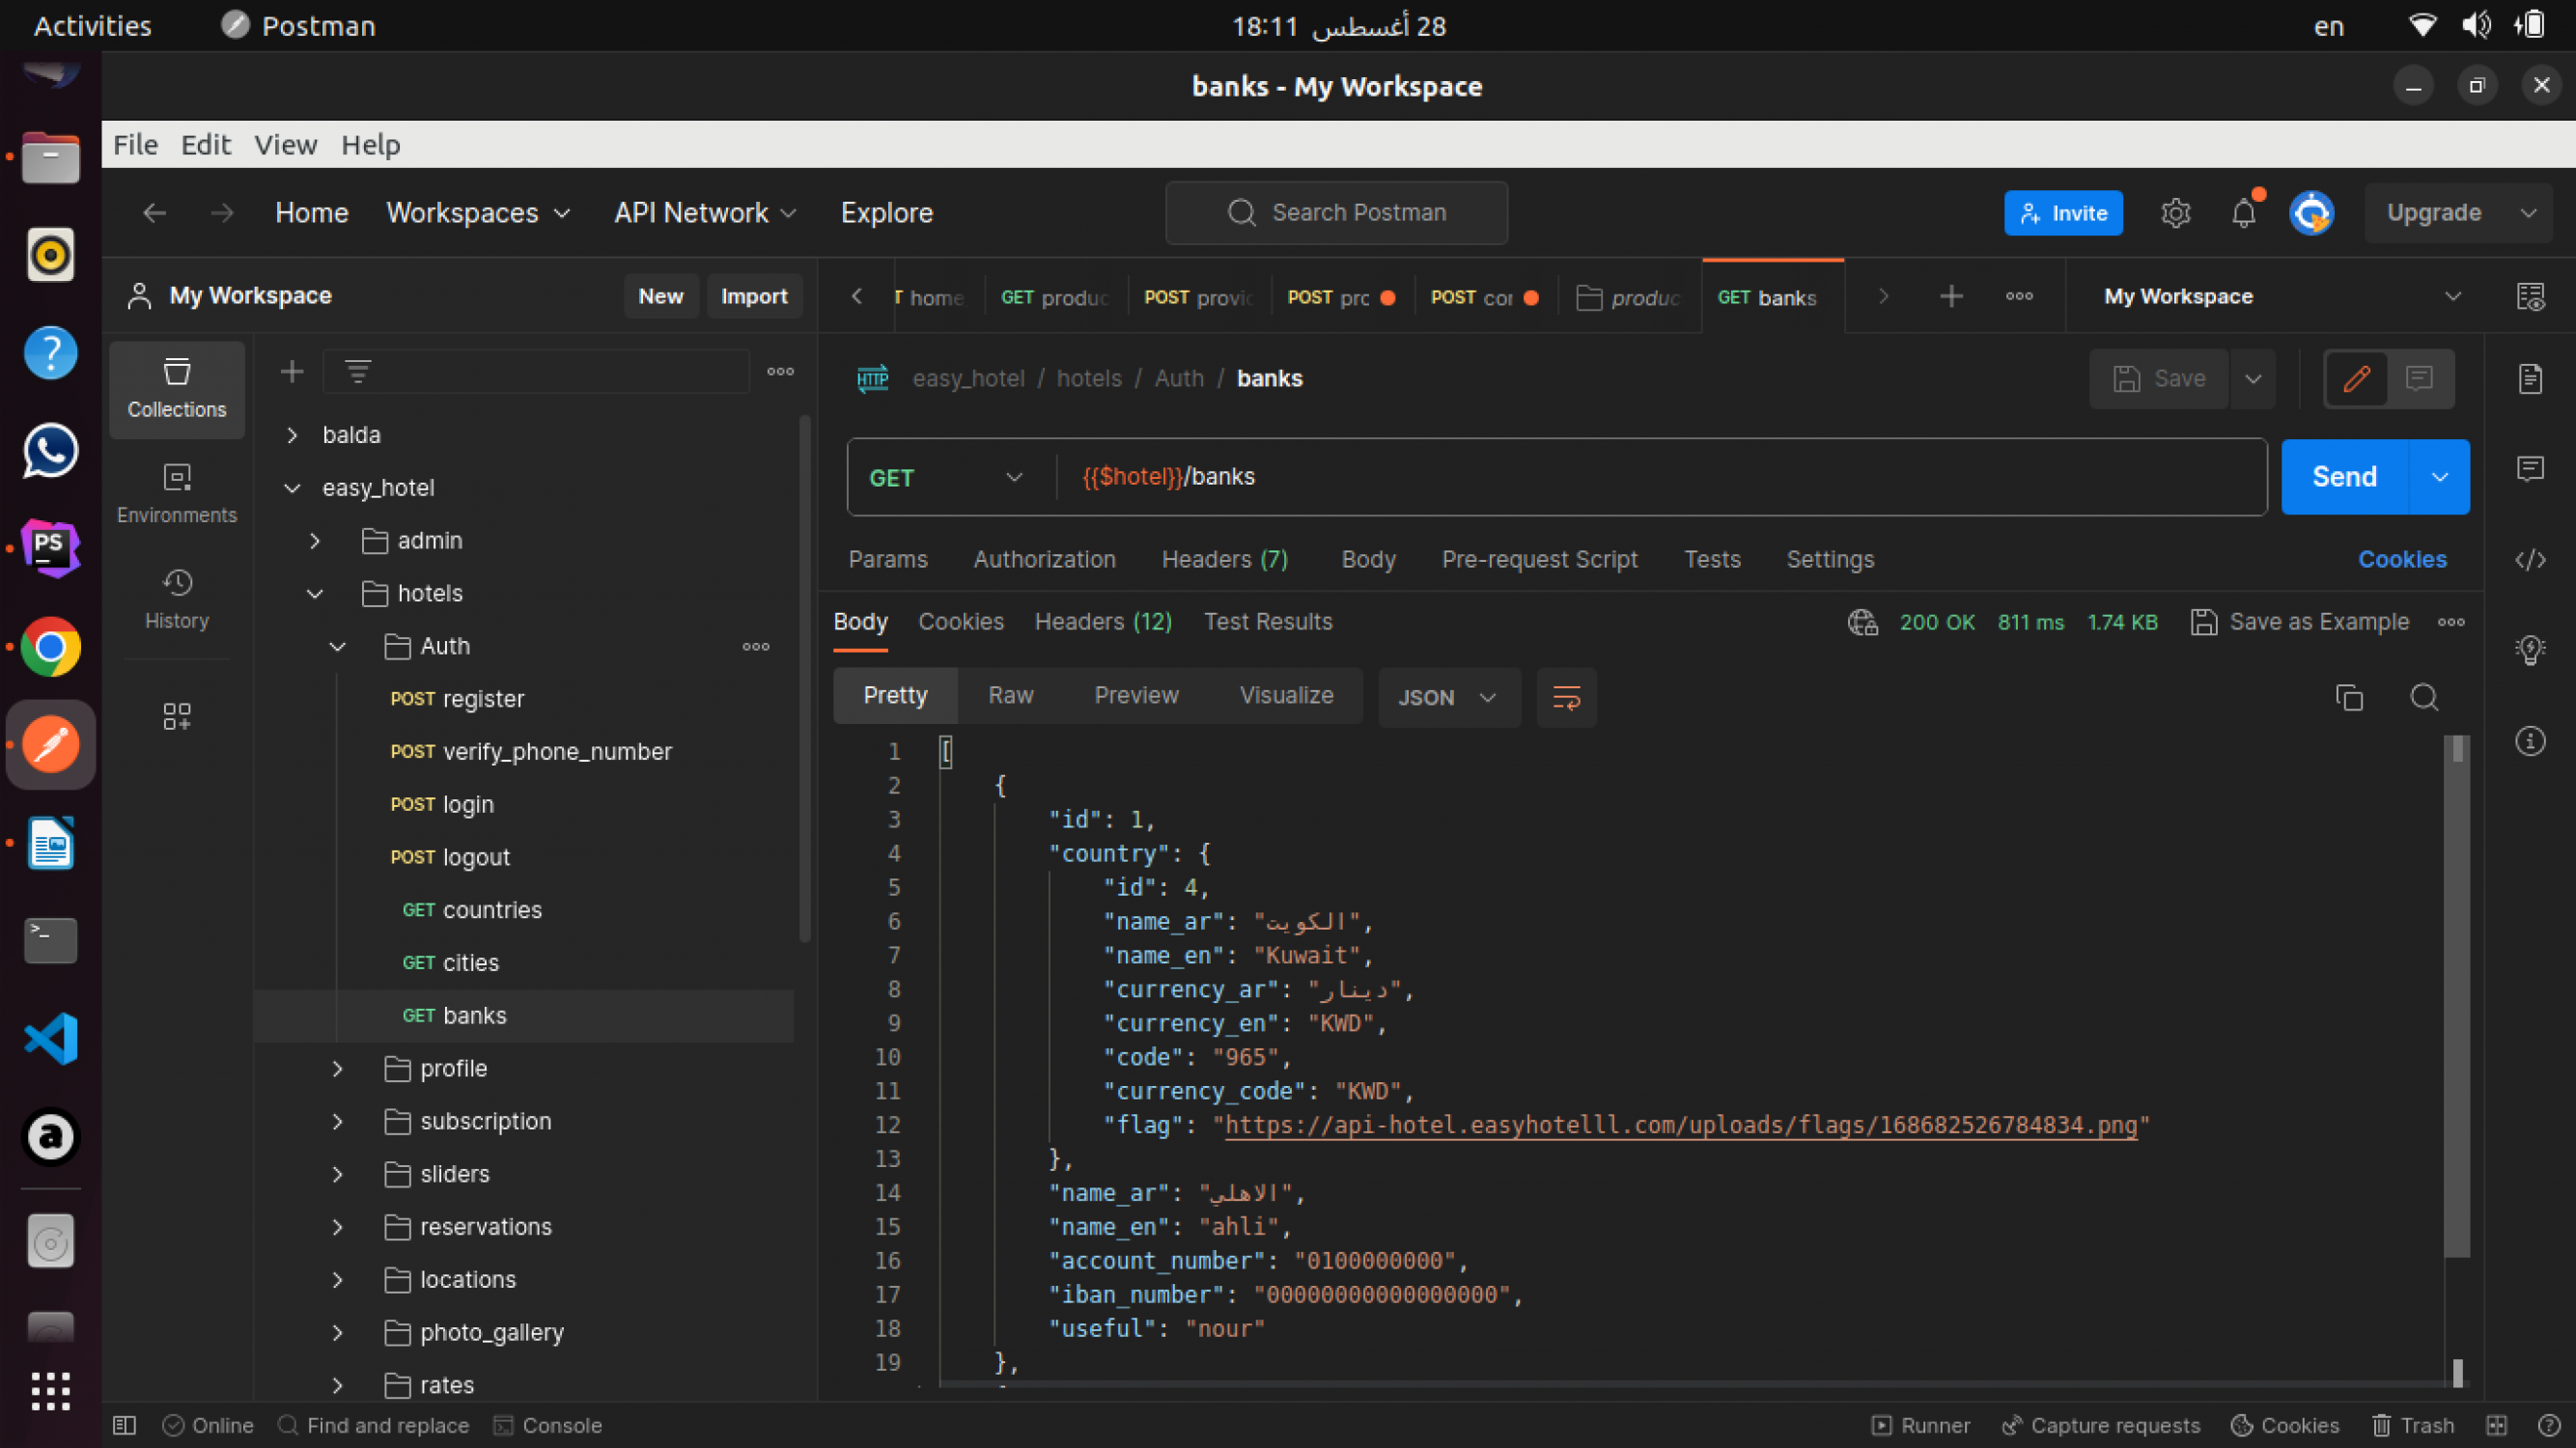 Activities Postman 28 أغسطس 18:11 en
banks - My Workspace
File Edit View Help
Home Workspaces API Network Explore Search Postman Invite Upgrade
My Workspace New Import
home GET produc POST provic POST prc POST cor produc GET banks My Workspace
Collections
Environments
History
balda
easy_hotel
admin
hotels
Auth
POST register
POST verify_phone_number
POST login
POST logout
GET countries
GET cities
GET banks
profile
subscription
sliders
reservations
locations
photo_gallery
rates
HTTP easy_hotel / hotels / Auth / banks Save
GET {{$hotel}}/banks Send
Params Authorization Headers (7) Body Pre-request Script Tests Settings Cookies
Body Cookies Headers (12) Test Results 200 OK 811 ms 1.74 KB Save as Example
Pretty Raw Preview Visualize JSON
1 [
2 {
3 "id": 1,
4 "country": {
5 "id": 4,
6 "name_ar": "الكويت",
7 "name_en": "Kuwait",
8 "currency_ar": "دينار",
9 "currency_en": "KWD",
10 "code": "965",
11 "currency_code": "KWD",
12 "flag": "https://api-hotel.easyhotelll.com/uploads/flags/168682526784834.png"
13 },
14 "name_ar": "الاهلي",
15 "name_en": "ahli",
16 "account_number": "0100000000",
17 "iban_number": "00000000000000000",
18 "useful": "nour"
19 },
Online Find and replace Console Runner Capture requests Cookies Trash
PS
a